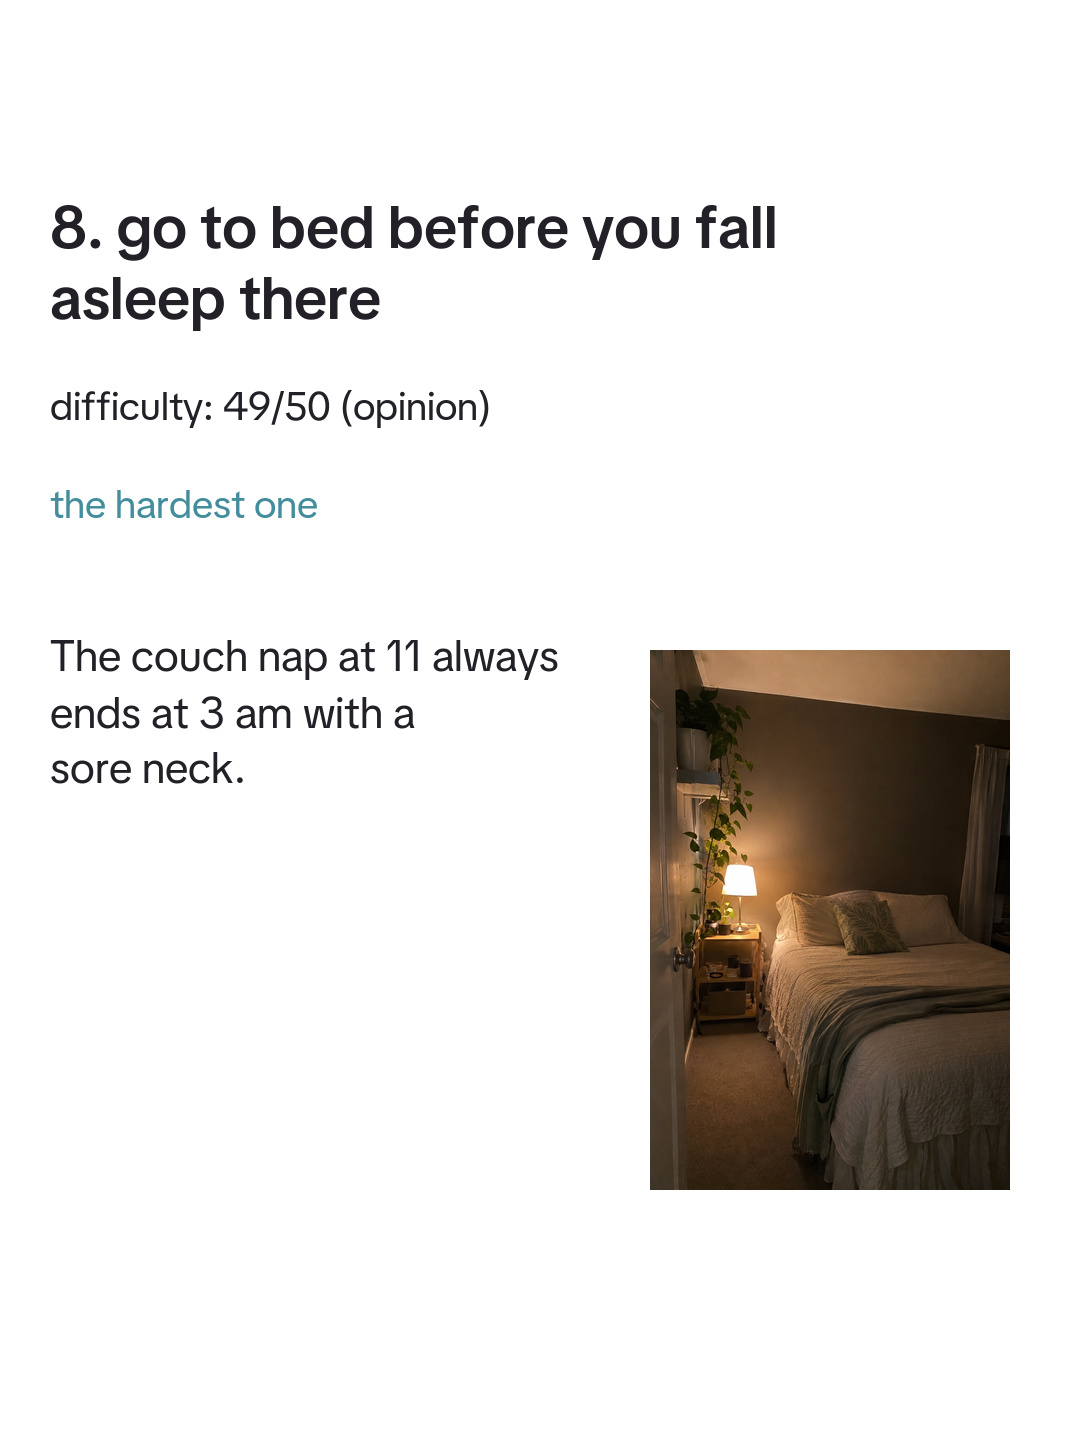 8. go to bed before you fall
asleep there
difficulty: 49/50 (opinion)
the hardest one
The couch nap at 11 always
ends at 3 am with a
sore neck.